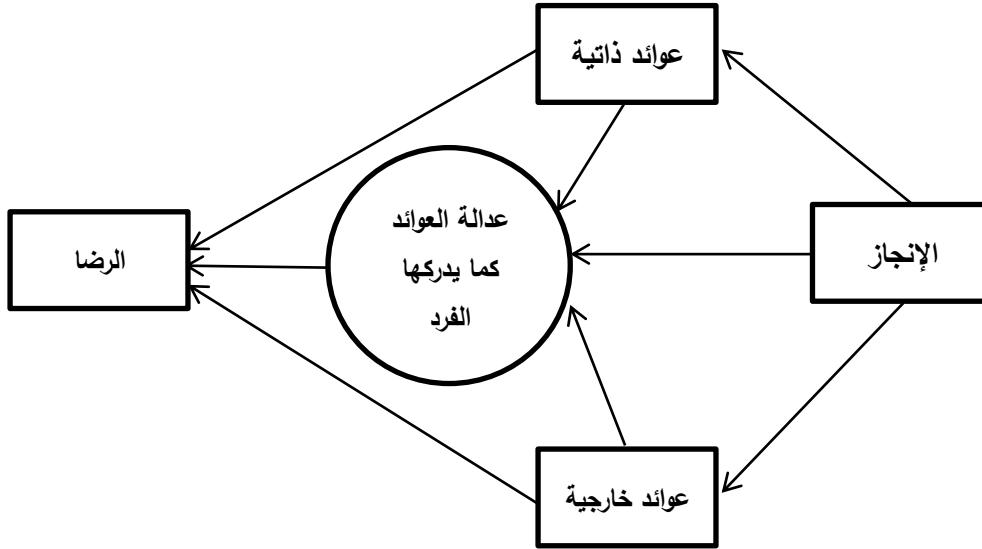 عوائد ذاتية
الإنجاز
عدالة العوائد
كما يدركها
الفرد
الرضا
عوائد خارجية